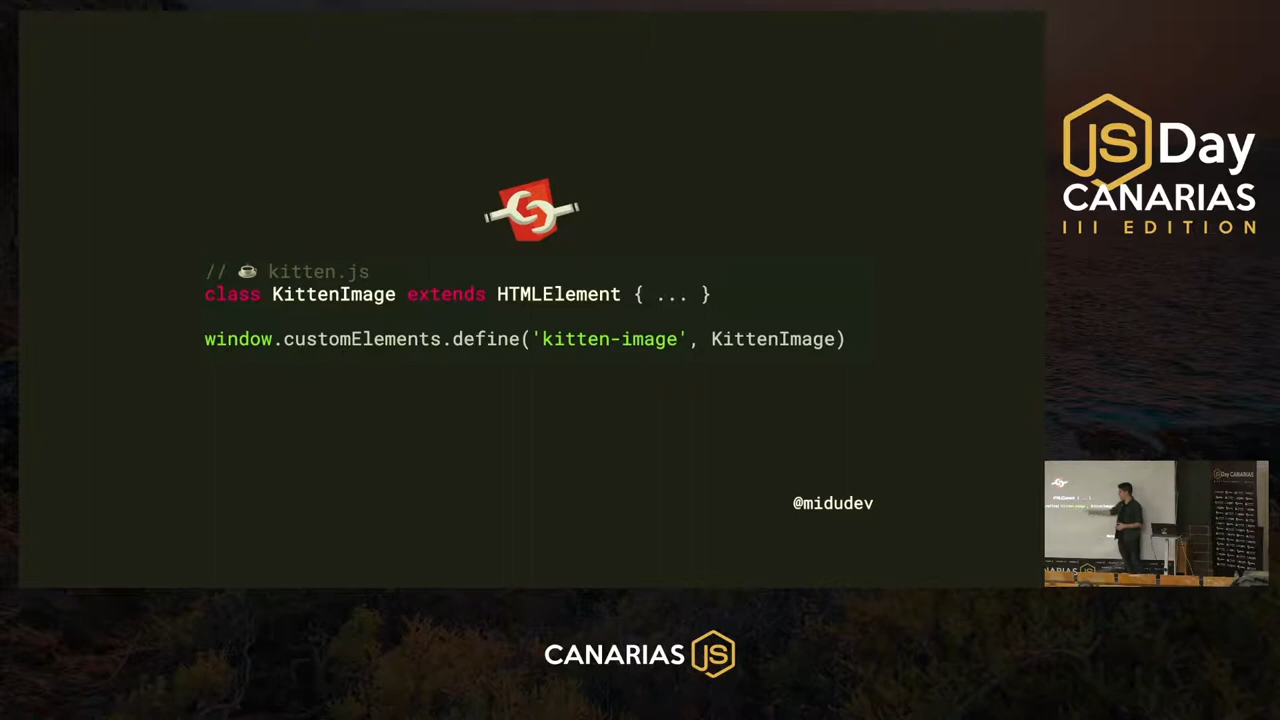 // ☕ kitten.js
class KittenImage extends HTMLElement { ... }
window.customElements.define('kitten-image', KittenImage)
@midudev
JS Day
CANARIAS
III EDITION
CANARIAS JS